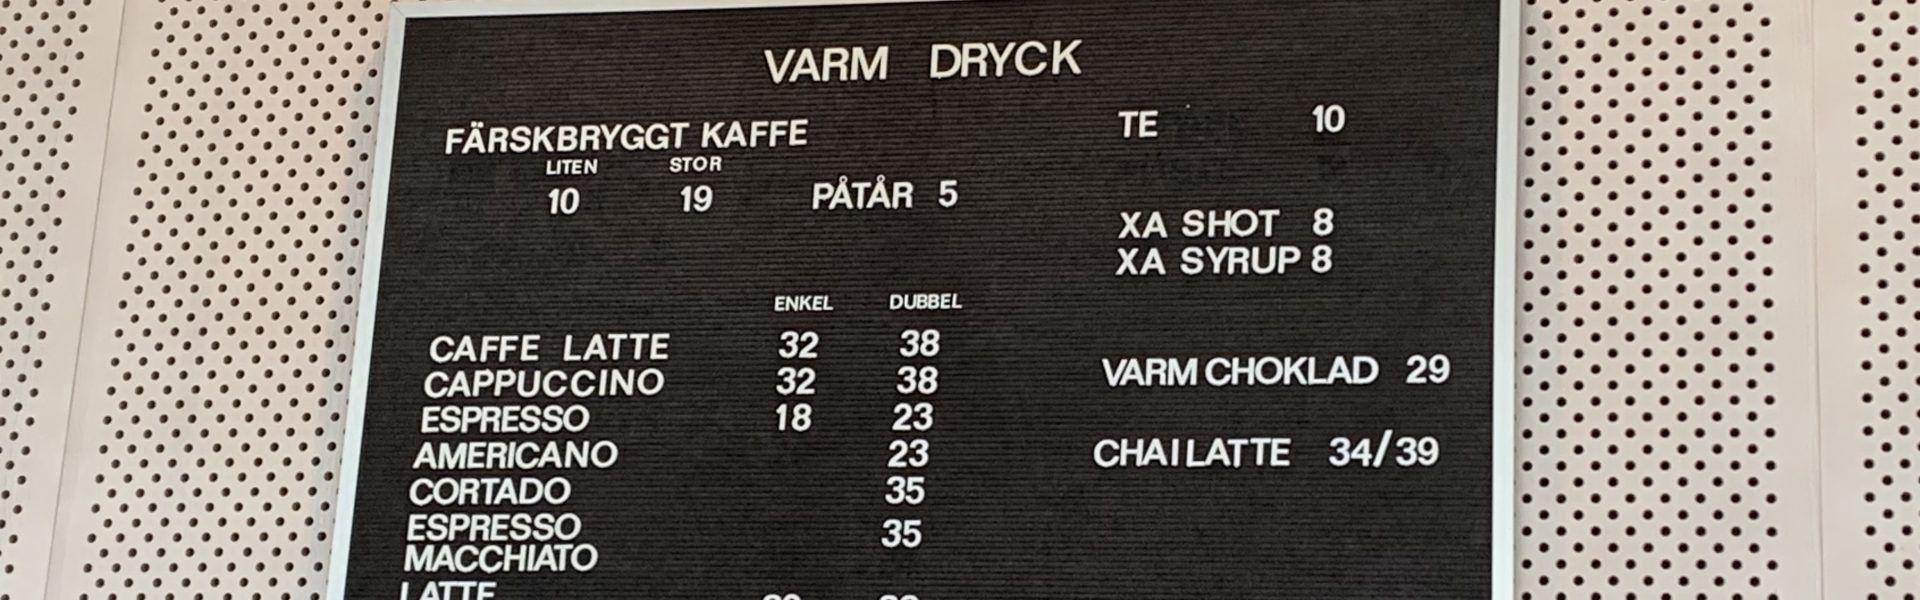 VARM DRYCK
FÄRSKBRYGGT KAFFE
LITEN STOR
10 19 PÅTÅR 5
ENKEL DUBBEL
CAFFE LATTE 32 38
CAPPUCCINO 32 38
ESPRESSO 18 23
AMERICANO 23
CORTADO 35
ESPRESSO
MACCHIATO 35
LATTE
TE 10
XA SHOT 8
XA SYRUP 8
VARM CHOKLAD 29
CHAI LATTE 34/39